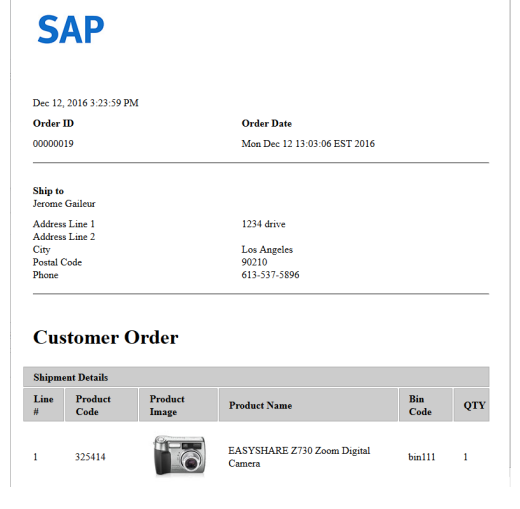 SAP
Dec 12, 2016 3:23:59 PM
Order ID Order Date
00000019 Mon Dec 12 13:03:06 EST 2016
Ship to
Jerome Gaileur
Address Line 1 1234 drive
Address Line 2
City Los Angeles
Postal Code 90210
Phone 613-537-5896
Customer Order
Shipment Details
Line # Product Code Product Image Product Name Bin Code QTY
1 325414 EASYSHARE Z730 Zoom Digital Camera bin111 1